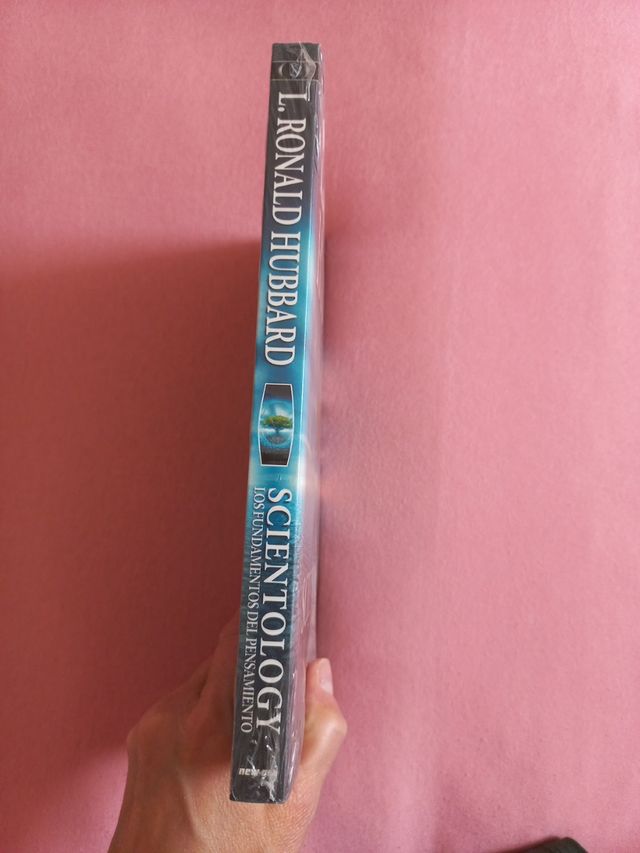 L. RONALD HUBBARD
SCIENTOLOGY
LOS FUNDAMENTOS DEL PENSAMIENTO